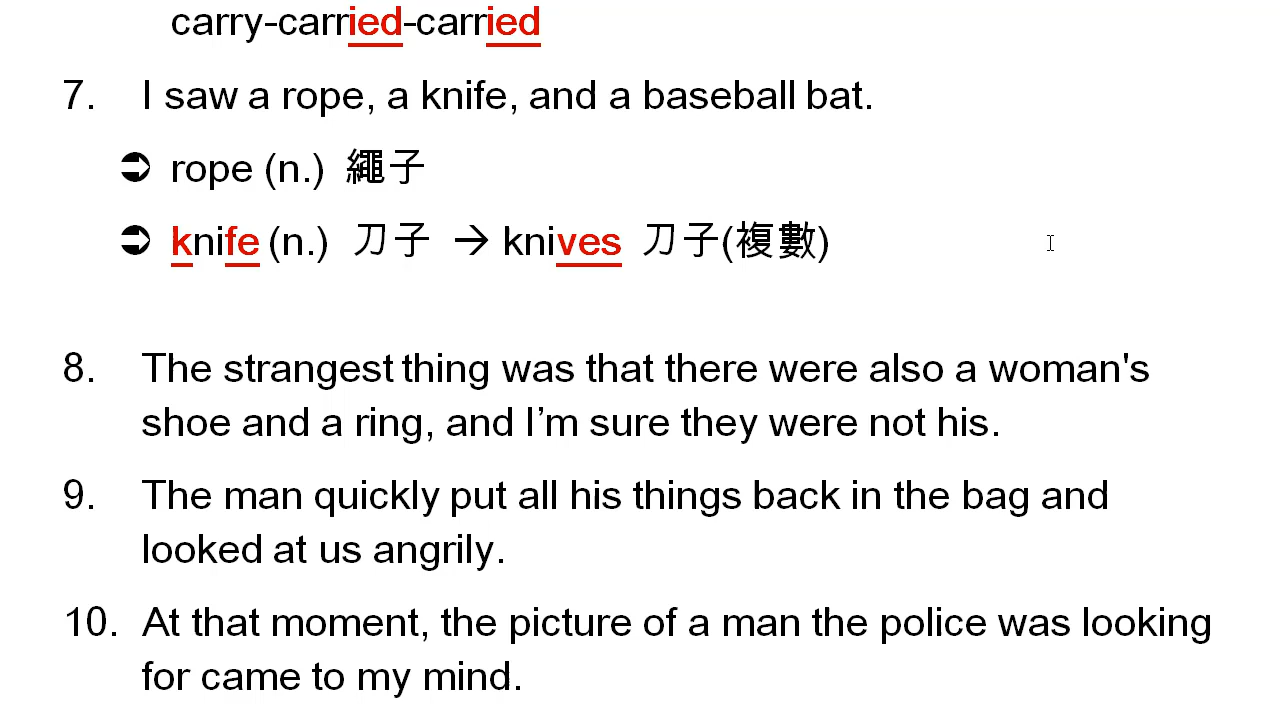 carry-carried-carried
7. I saw a rope, a knife, and a baseball bat.
➲ rope (n.) 繩子
➲ knife (n.) 刀子 → knives 刀子(複數)
8. The strangest thing was that there were also a woman's
shoe and a ring, and I’m sure they were not his.
9. The man quickly put all his things back in the bag and
looked at us angrily.
10. At that moment, the picture of a man the police was looking
for came to my mind.